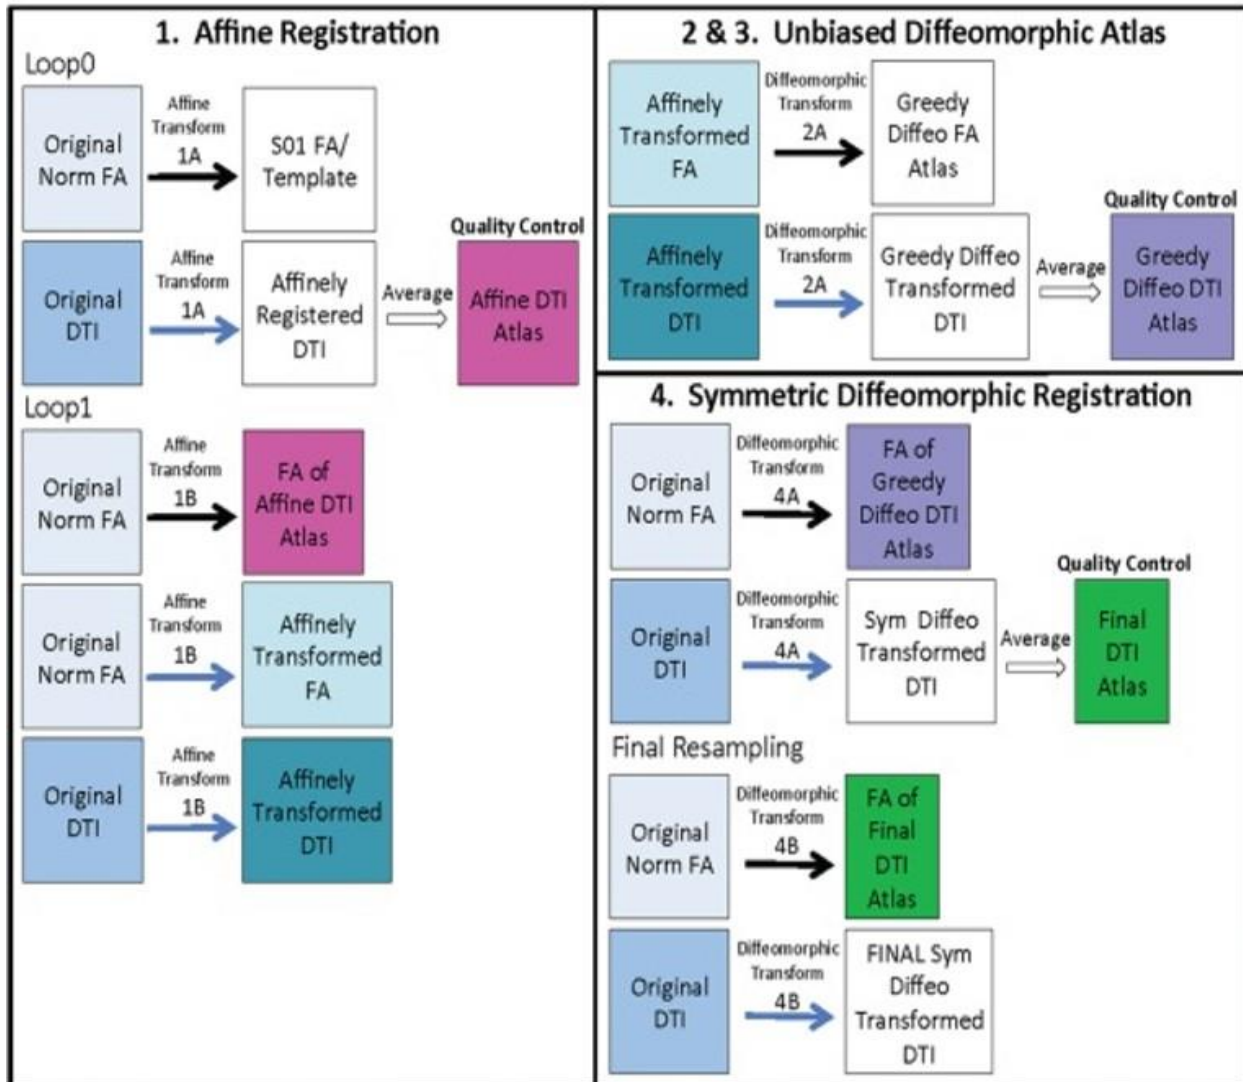 1. Affine Registration
Loop0
Original
Norm FA
Affine
Transform
1A
S01 FA/
Template
Original
DTI
Affine
Transform
1A
Affinely
Registered
DTI
Average
Quality Control
Affine DTI
Atlas
Loop1
Original
Norm FA
Affine
Transform
1B
FA of
Affine DTI
Atlas
Original
Norm FA
Affine
Transform
1B
Affinely
Transformed
FA
Original
DTI
Affine
Transform
1B
Affinely
Transformed
DTI
2 & 3. Unbiased Diffeomorphic Atlas
Affinely
Transformed
FA
Diffeomorphic
Transform
2A
Greedy
Diffeo FA
Atlas
Affinely
Transformed
DTI
Diffeomorphic
Transform
2A
Greedy Diffeo
Transformed
DTI
Average
Quality Control
Greedy
Diffeo DTI
Atlas
4. Symmetric Diffeomorphic Registration
Original
Norm FA
Diffeomorphic
Transform
4A
FA of
Greedy
Diffeo DTI
Atlas
Original
DTI
Diffeomorphic
Transform
4A
Sym Diffeo
Transformed
DTI
Average
Quality Control
Final
DTI
Atlas
Final Resampling
Original
Norm FA
Diffeomorphic
Transform
4B
FA of
Final
DTI
Atlas
Original
DTI
Diffeomorphic
Transform
4B
FINAL Sym
Diffeo
Transformed
DTI